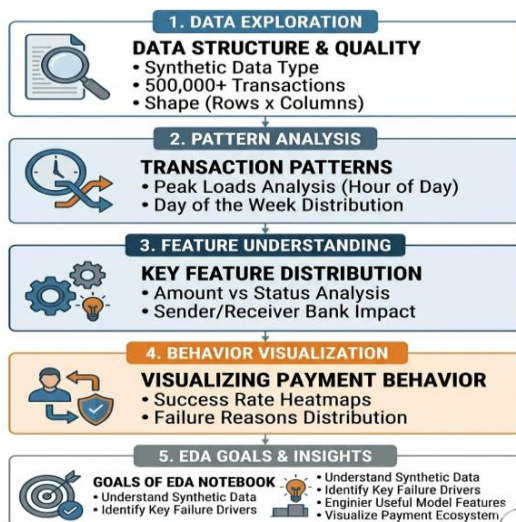 1. DATA EXPLORATION
DATA STRUCTURE & QUALITY
• Synthetic Data Type
• 500,000+ Transactions
• Shape (Rows x Columns)
2. PATTERN ANALYSIS
TRANSACTION PATTERNS
• Peak Loads Analysis (Hour of Day)
• Day of the Week Distribution
3. FEATURE UNDERSTANDING
KEY FEATURE DISTRIBUTION
• Amount vs Status Analysis
• Sender/Receiver Bank Impact
4. BEHAVIOR VISUALIZATION
VISUALIZING PAYMENT BEHAVIOR
• Success Rate Heatmaps
• Failure Reasons Distribution
5. EDA GOALS & INSIGHTS
GOALS OF EDA NOTEBOOK
• Understand Synthetic Data
• Identify Key Failure Drivers
• Understand Synthetic Data
• Identify Key Failure Drivers
• Enginier Useful Model Features
• Visualize Payment Ecosystem